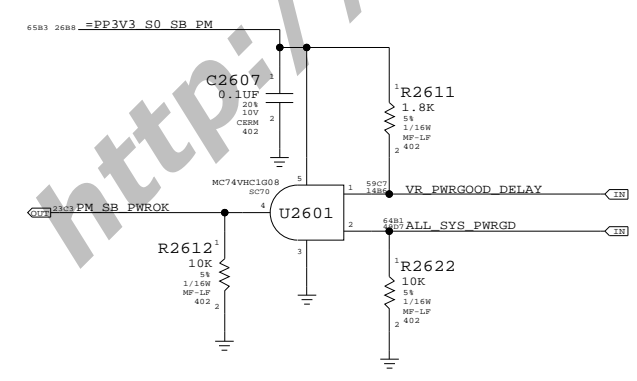 65B3 26B8 =PP3V3_S0_SB_PM
C2607 1
0.1UF
20%
10V
CERM
402
2
1 R2611
1.8K
5%
1/16W
MF-LF
402
2
MC74VHC1G08
SC70
5
U2601
4
3
1
2
59C7
14B6 VR_PWRGOOD_DELAY
IN
64B1
ALL_SYS_PWRGD
IN
OUT 23C3 PM_SB_PWROK
R2612 1
10K
5%
1/16W
MF-LF
402
2
1 R2622
10K
5%
1/16W
MF-LF
402
2
http://